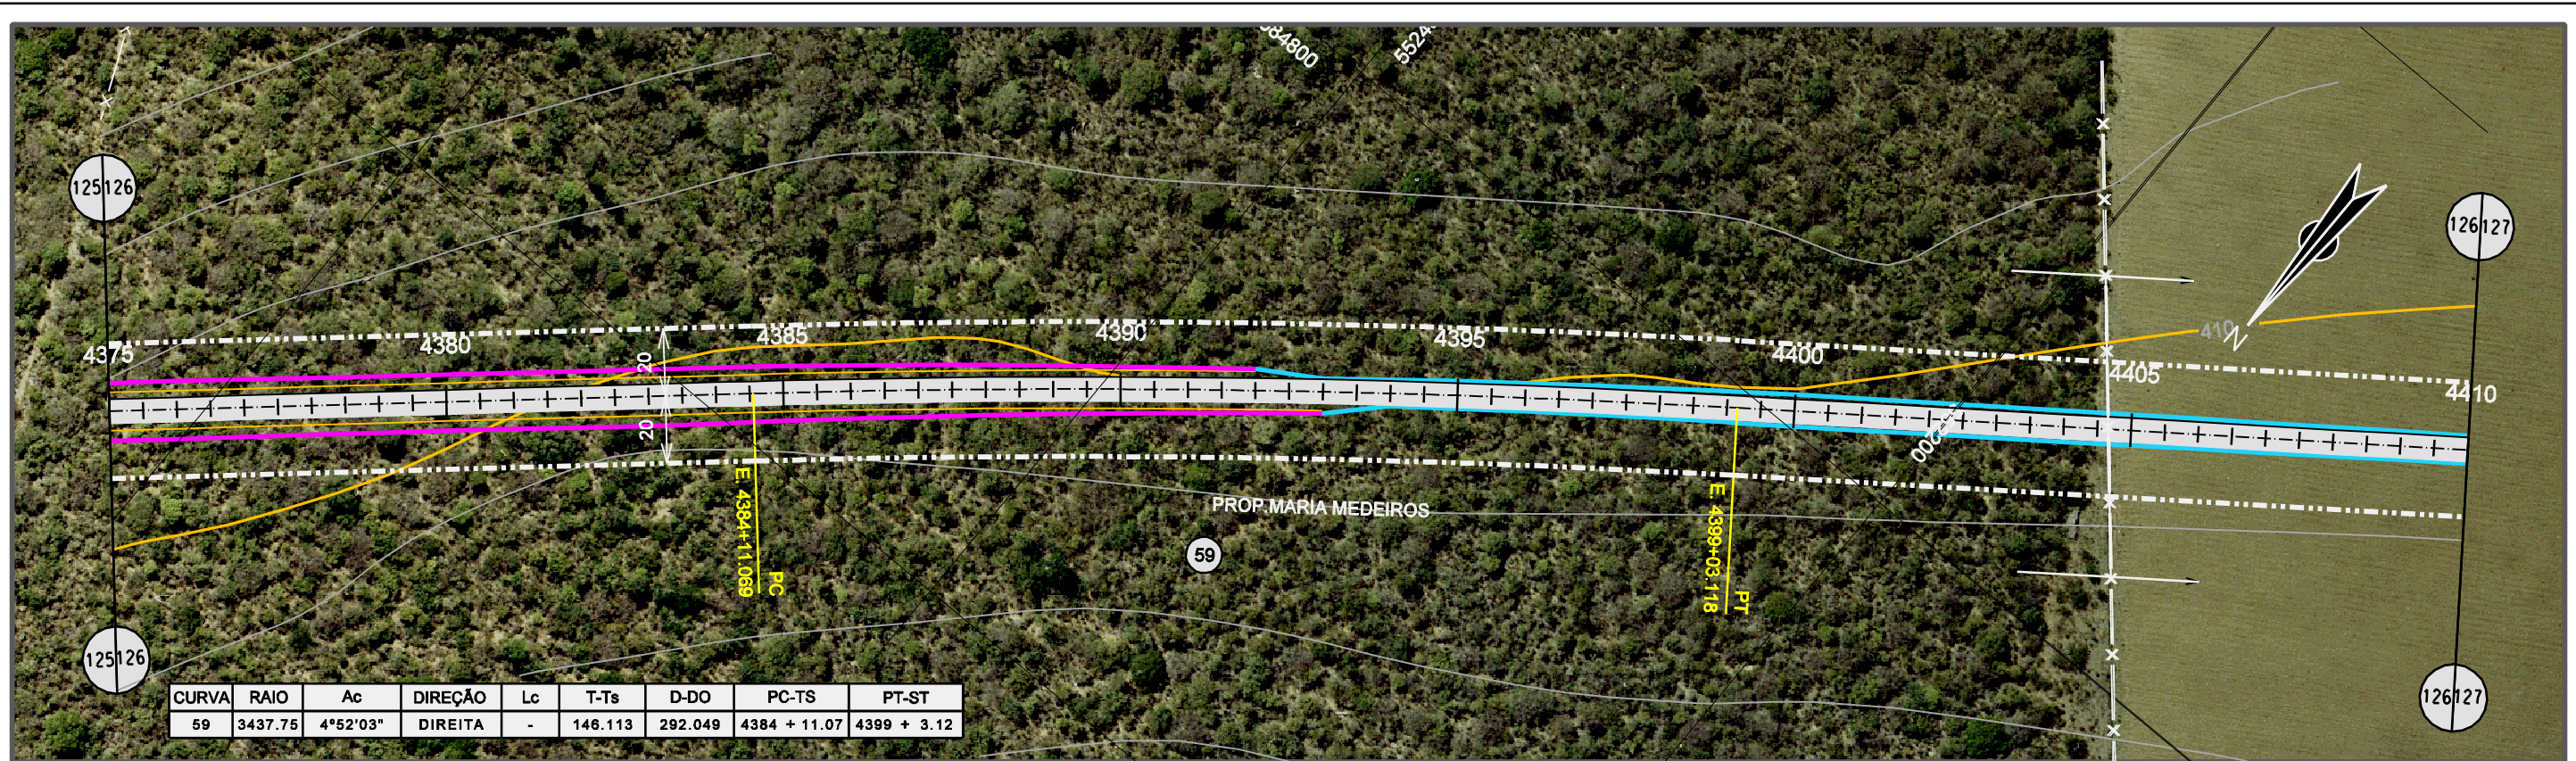 584800
125 126
126 127
410
N
4375
4380
4385
4390
4395
4400
4405
4410
20
20
E. 4384+11.069
PC
E. 4399+03.118
PT
PROP.MARIA MEDEIROS
59
125 126
126 127
CURVA RAIO Ac DIREÇÃO Lc T-Ts D-DO PC-TS PT-ST
59 3437.75 4°52'03" DIREITA - 146.113 292.049 4384 + 11.07 4399 + 3.12